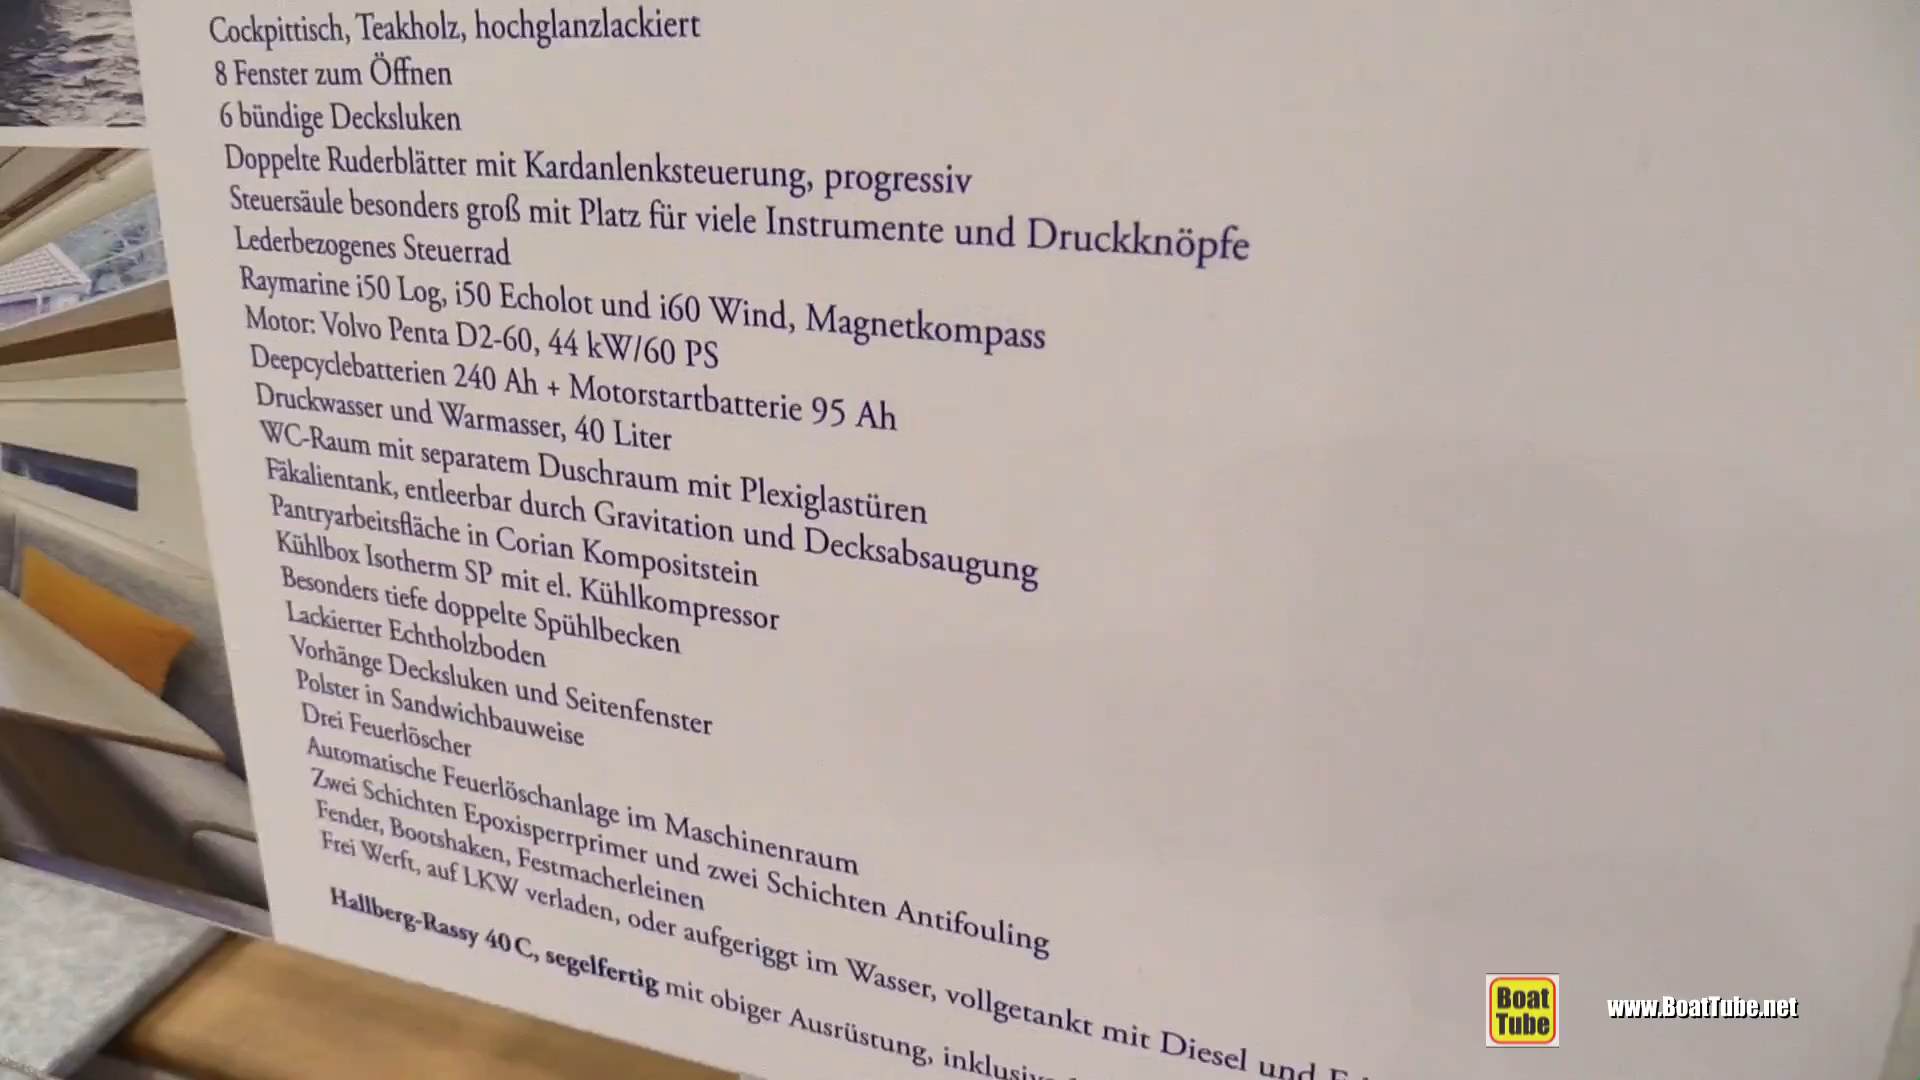 Cockpittisch, Teakholz, hochglanzlackiert
8 Fenster zum Öffnen
6 bündige Decksluken
Doppelte Ruderblätter mit Kardanlenksteuerung, progressiv
Steuersäule besonders groß mit Platz für viele Instrumente und Druckknöpfe
Lederbezogenes Steuerrad
Raymarine i50 Log, i50 Echolot und i60 Wind, Magnetkompass
Motor: Volvo Penta D2-60, 44 kW/60 PS
Deepcyclebatterien 240 Ah + Motorstartbatterie 95 Ah
Druckwasser und Warmasser, 40 Liter
WC-Raum mit separatem Duschraum mit Plexiglastüren
Fäkalientank, entleerbar durch Gravitation und Decksabsaugung
Pantryarbeitsfläche in Corian Kompositstein
Kühlbox Isotherm SP mit el. Kühlkompressor
Besonders tiefe doppelte Spühlbecken
Lackierter Echtholzboden
Vorhänge Decksluken und Seitenfenster
Polster in Sandwichbauweise
Drei Feuerlöscher
Automatische Feuerlöschanlage im Maschinenraum
Zwei Schichten Epoxisperrprimer und zwei Schichten Antifouling
Fender, Bootshaken, Festmacherleinen
Frei Werft, auf LKW verladen, oder aufgeriggt im Wasser, vollgetankt mit Diesel und
Hallberg-Rassy 40 C, segelfertig mit obiger Ausrüstung,
Boat
Tube
www.BoatTube.net